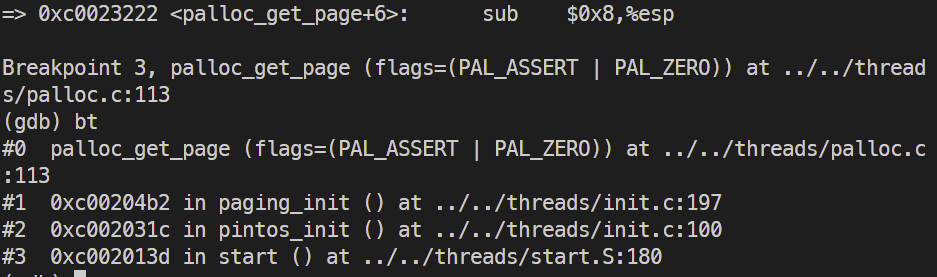 => 0xc0023222 <palloc_get_page+6>:      sub    $0x8,%esp
Breakpoint 3, palloc_get_page (flags=(PAL_ASSERT | PAL_ZERO)) at ../../thread
s/palloc.c:113
(gdb) bt
#0  palloc_get_page (flags=(PAL_ASSERT | PAL_ZERO)) at ../../threads/palloc.c
:113
#1  0xc00204b2 in paging_init () at ../../threads/init.c:197
#2  0xc002031c in pintos_init () at ../../threads/init.c:100
#3  0xc002013d in start () at ../../threads/start.S:180